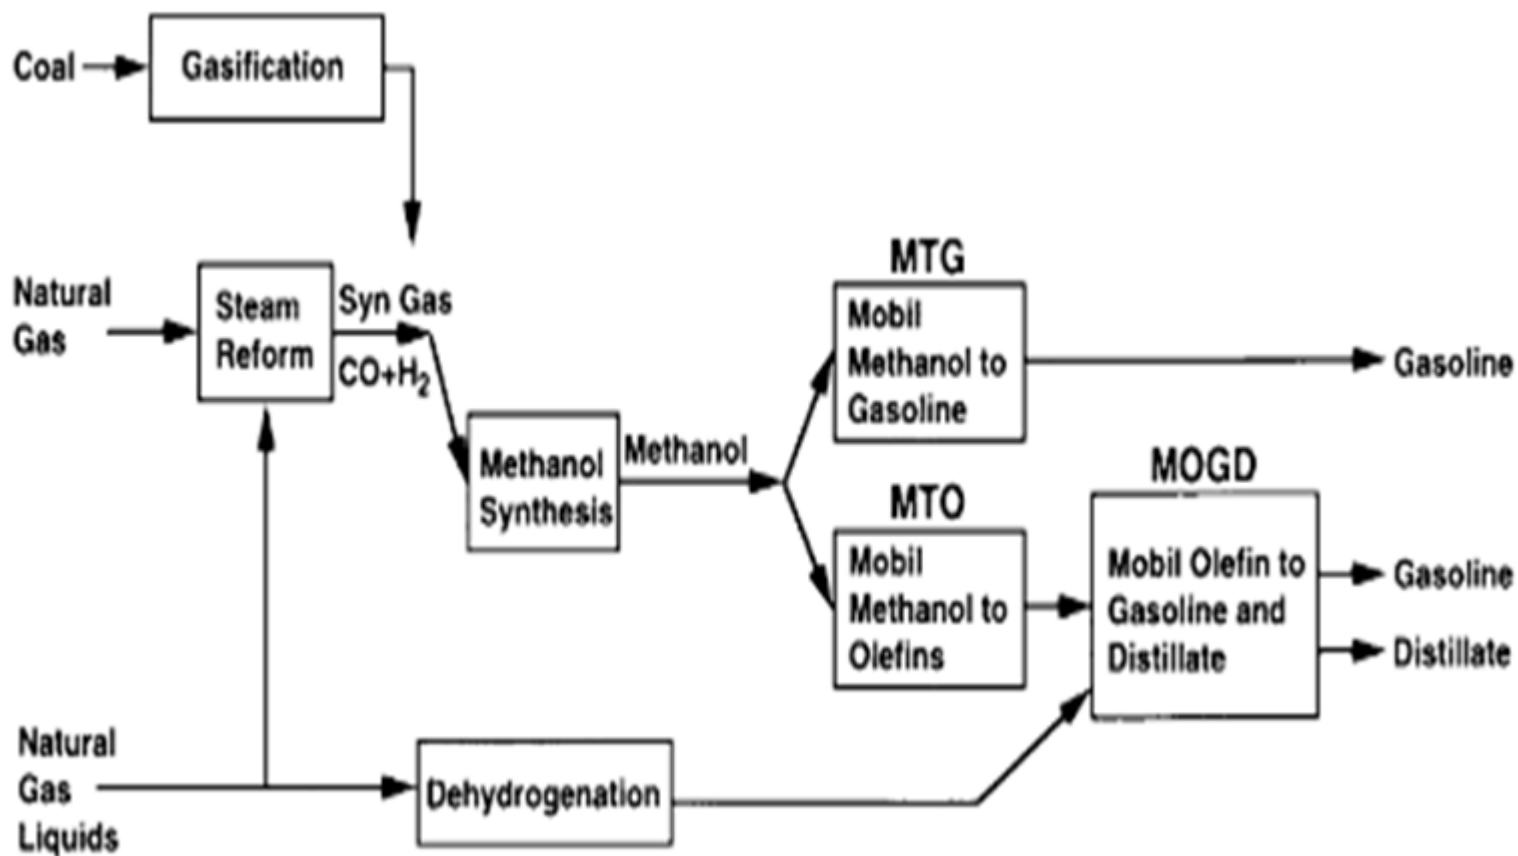 Coal
Gasification
Natural
Gas
Steam
Reform
Syn Gas
CO+H₂
Methanol
Synthesis
Methanol
MTG
Mobil
Methanol to
Gasoline
Gasoline
MTO
Mobil
Methanol to
Olefins
MOGD
Mobil Olefin to
Gasoline and
Distillate
Gasoline
Distillate
Natural
Gas
Liquids
Dehydrogenation